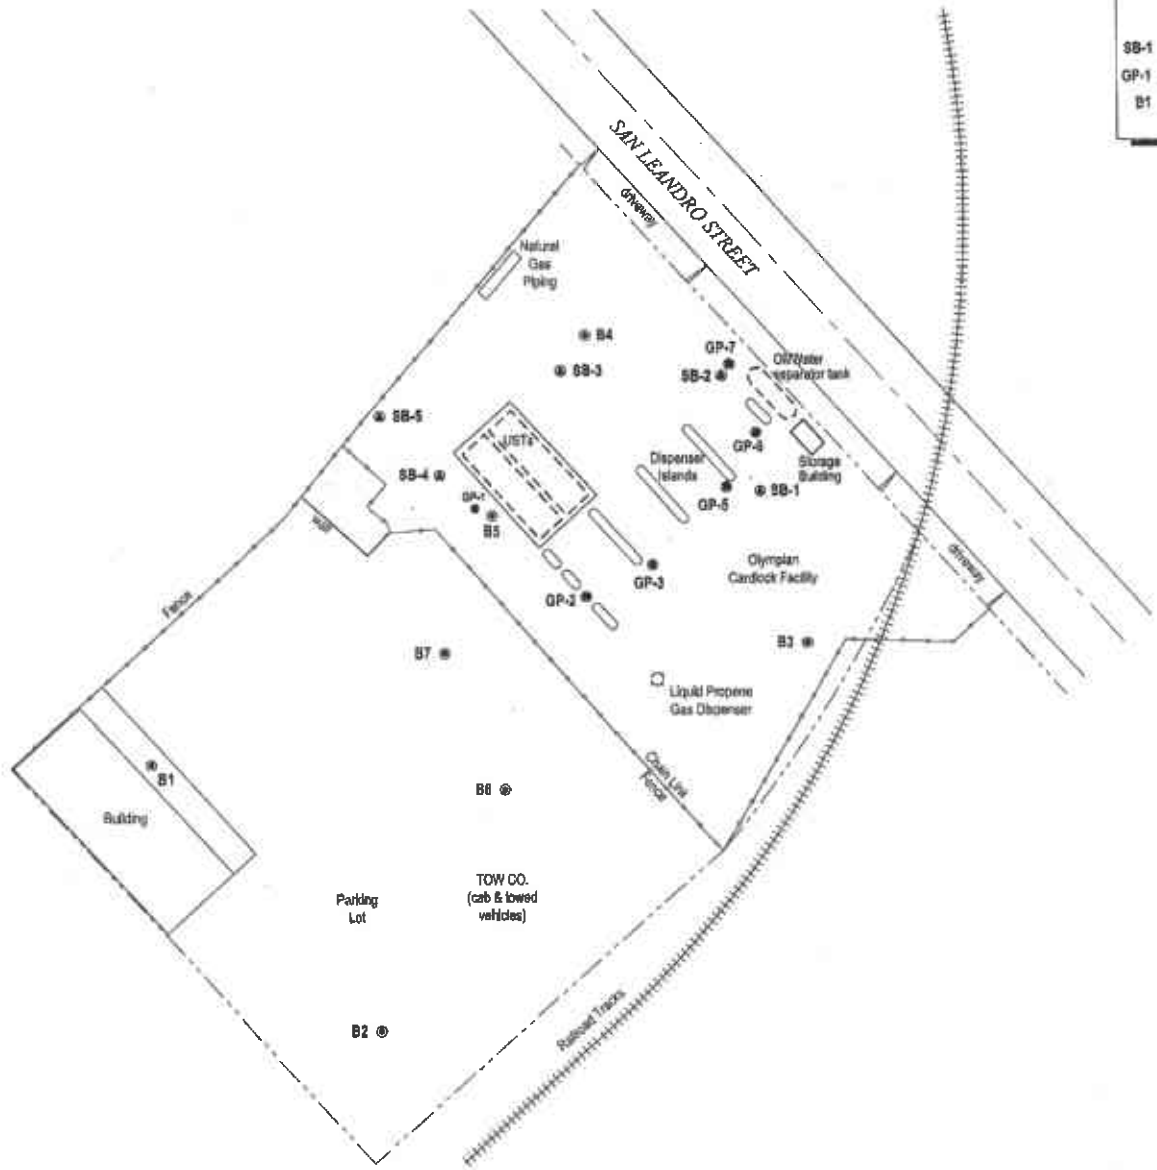 SB-1
GP-1
B1
SAN LEANDRO STREET
driveway
Natural
Gas
Piping
B4
SB-3
GP-7
SB-2
Oil/Water
separator tank
SB-5
USTs
GP-6
Storage
Building
Dispenser
Islands
SB-4
GP-1
B5
GP-5
SB-1
wall
Olympian
Cardlock Facility
driveway
GP-3
GP-2
Fence
B7
B3
Liquid Propene
Gas Dispenser
Chain Link
Fence
B1
B6
Building
TOW CO.
(cab & towed
vehicles)
Parking
Lot
B2
Railroad Tracks